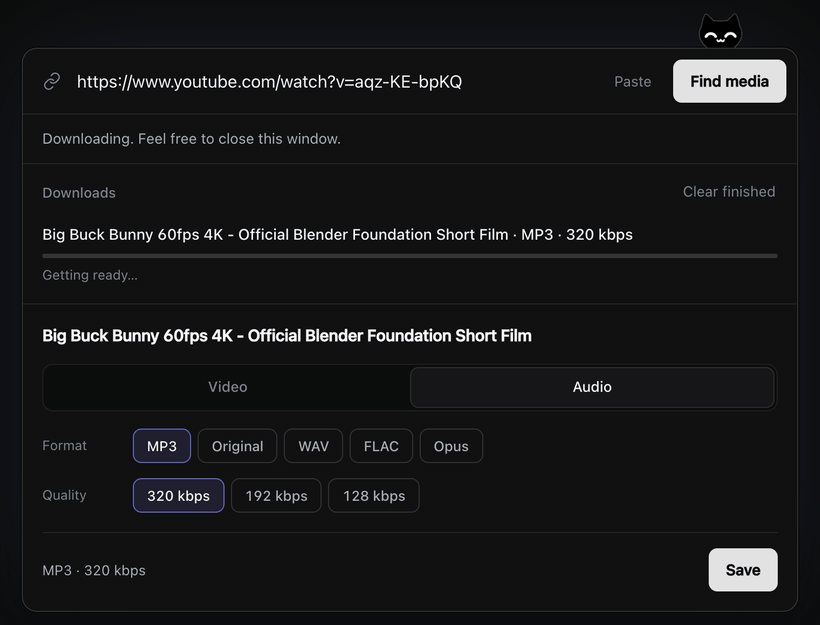 https://www.youtube.com/watch?v=aqz-KE-bpKQ Paste Find media
Downloading. Feel free to close this window.
Downloads Clear finished
Big Buck Bunny 60fps 4K - Official Blender Foundation Short Film · MP3 · 320 kbps
Getting ready...
Big Buck Bunny 60fps 4K - Official Blender Foundation Short Film
Video Audio
Format MP3 Original WAV FLAC Opus
Quality 320 kbps 192 kbps 128 kbps
MP3 · 320 kbps Save